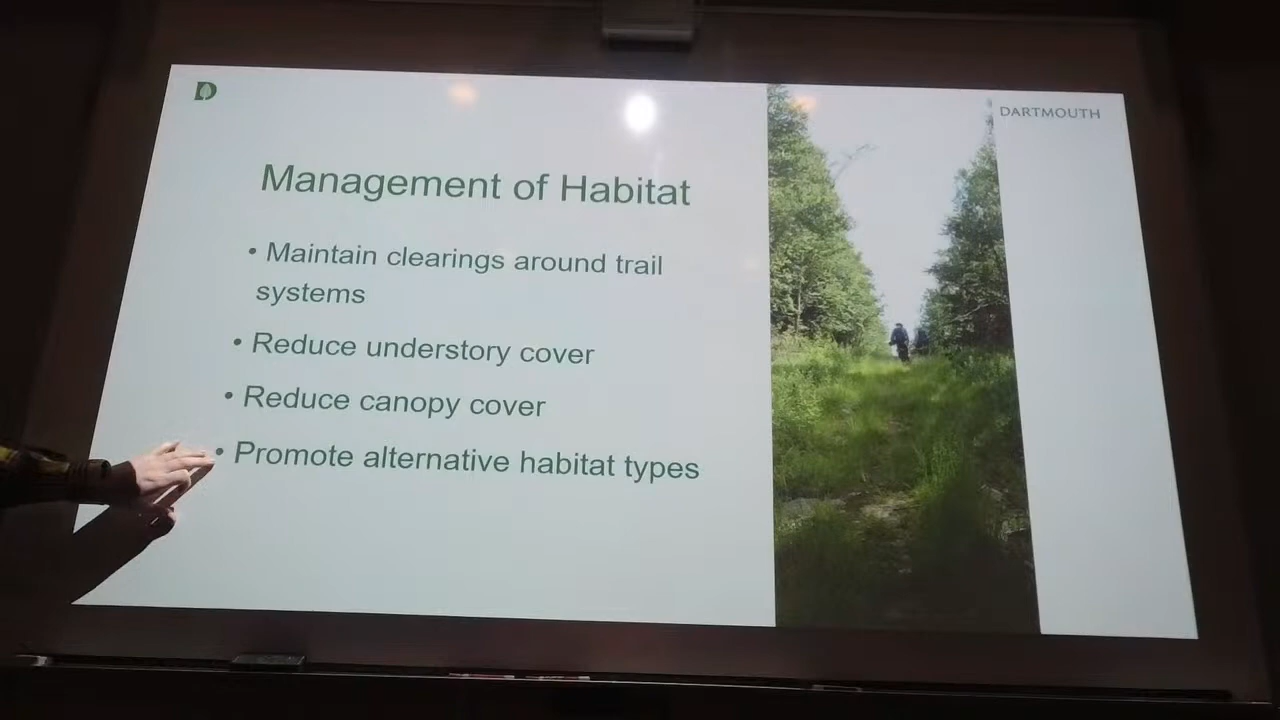 D
DARTMOUTH
Management of Habitat
• Maintain clearings around trail
systems
• Reduce understory cover
• Reduce canopy cover
• Promote alternative habitat types